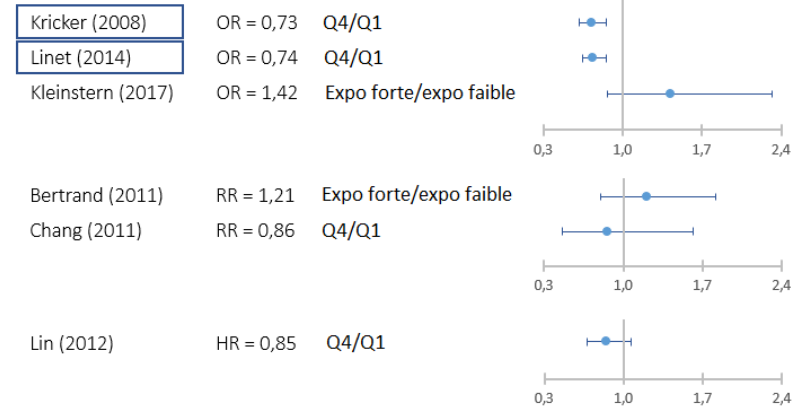 Kricker (2008) OR = 0,73 Q4/Q1
Linet (2014) OR = 0,74 Q4/Q1
Kleinstern (2017) OR = 1,42 Expo forte/expo faible
0,3 1,0 1,7 2,4
Bertrand (2011) RR = 1,21 Expo forte/expo faible
Chang (2011) RR = 0,86 Q4/Q1
0,3 1,0 1,7 2,4
Lin (2012) HR = 0,85 Q4/Q1
0,3 1,0 1,7 2,4